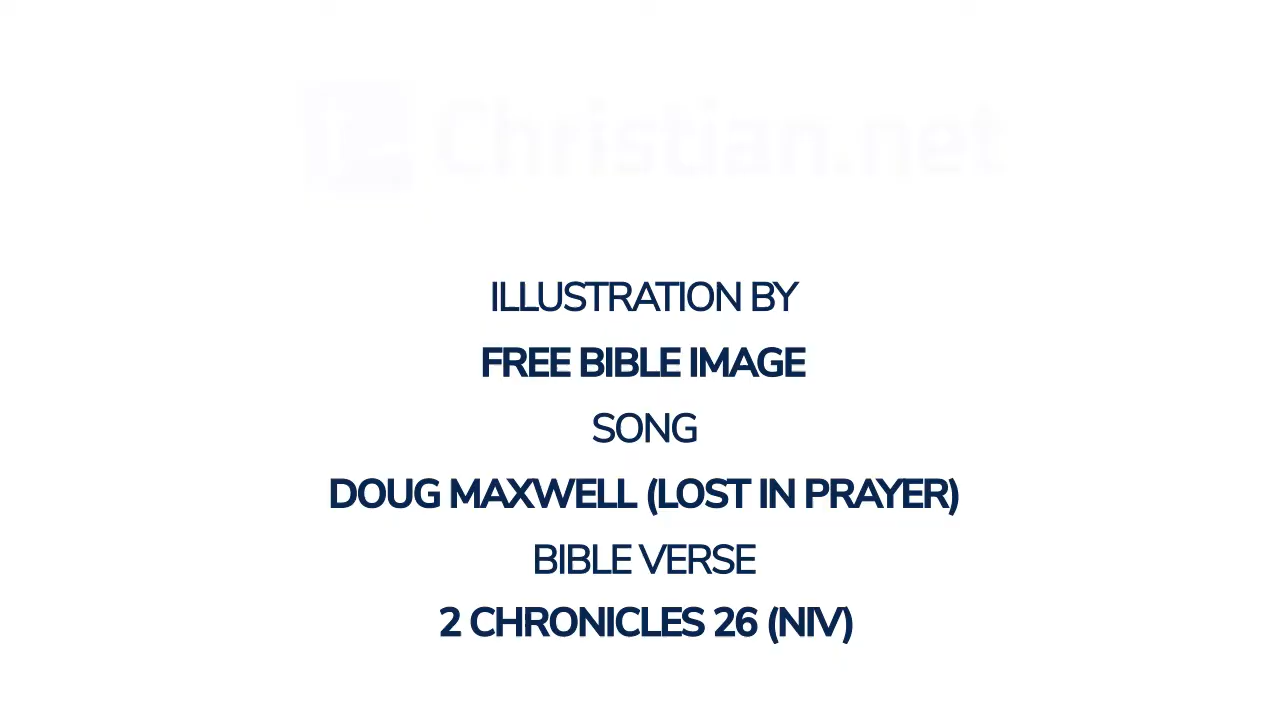 Christian.net
ILLUSTRATION BY
FREE BIBLE IMAGE
SONG
DOUG MAXWELL (LOST IN PRAYER)
BIBLE VERSE
2 CHRONICLES 26 (NIV)